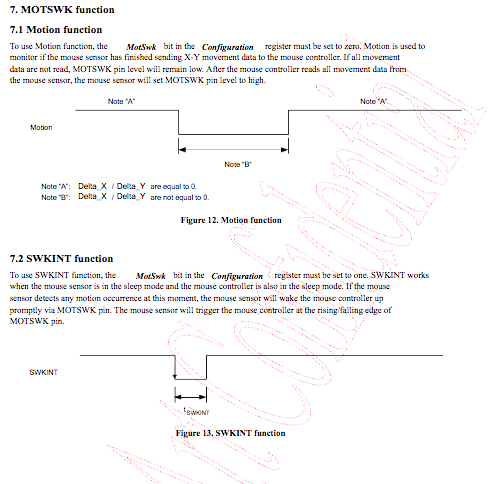 7. MOTSWK function
7.1 Motion function
To use Motion function, the MotSwk bit in the Configuration register must be set to zero. Motion is used to
monitor if the mouse sensor has finished sending X-Y movement data to the mouse controller. If all movement
data are not read, MOTSWK pin level will remain low. After the mouse controller reads all movement data from
the mouse sensor, the mouse sensor will set MOTSWK pin level to high.
Note "A" Note "A"
Motion
Note "B"
Note "A": Delta_X / Delta_Y are equal to 0.
Note "B": Delta_X / Delta_Y are not equal to 0.
Figure 12. Motion function
7.2 SWKINT function
To use SWKINT function, the MotSwk bit in the Configuration register must be set to one. SWKINT works
when the mouse sensor is in the sleep mode and the mouse controller is also in the sleep mode. If the mouse
sensor detects any motion occurrence at this moment, the mouse sensor will wake the mouse controller up
promptly via MOTSWK pin. The mouse sensor will trigger the mouse controller at the rising/falling edge of
MOTSWK pin.
SWKINT
tSWKINT
Figure 13. SWKINT function